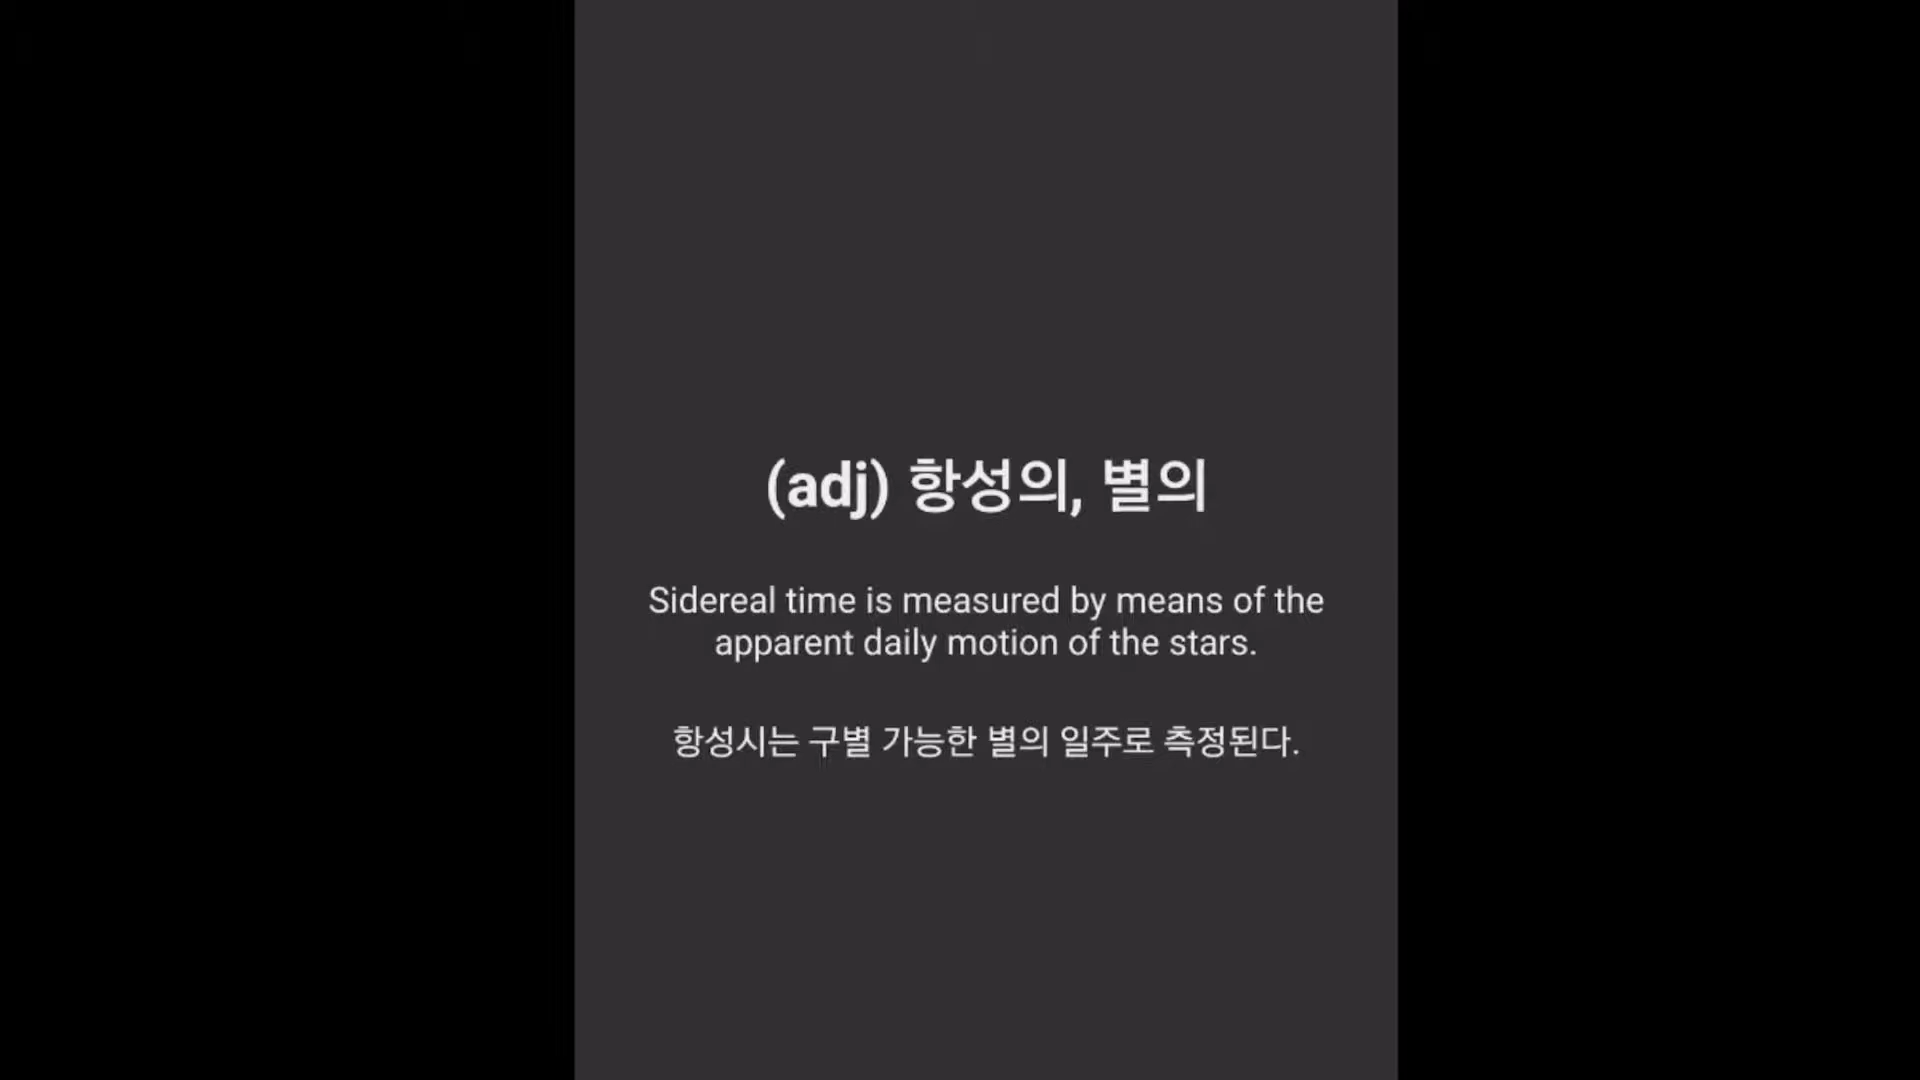 (adj) 항성의, 별의
Sidereal time is measured by means of the
apparent daily motion of the stars.
항성시는 구별 가능한 별의 일주로 측정된다.